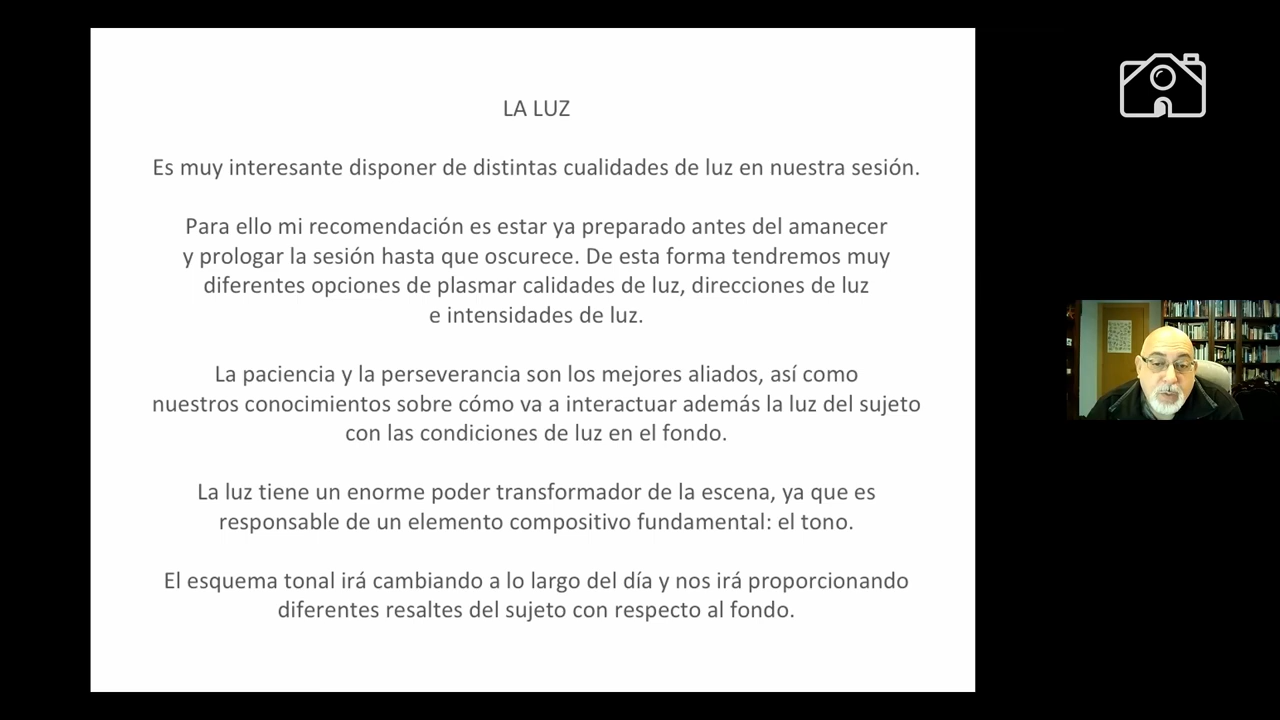 LA LUZ
Es muy interesante disponer de distintas cualidades de luz en nuestra sesión.
Para ello mi recomendación es estar ya preparado antes del amanecer
y prologar la sesión hasta que oscurece. De esta forma tendremos muy
diferentes opciones de plasmar calidades de luz, direcciones de luz
e intensidades de luz.
La paciencia y la perseverancia son los mejores aliados, así como
nuestros conocimientos sobre cómo va a interactuar además la luz del sujeto
con las condiciones de luz en el fondo.
La luz tiene un enorme poder transformador de la escena, ya que es
responsable de un elemento compositivo fundamental: el tono.
El esquema tonal irá cambiando a lo largo del día y nos irá proporcionando
diferentes resaltes del sujeto con respecto al fondo.